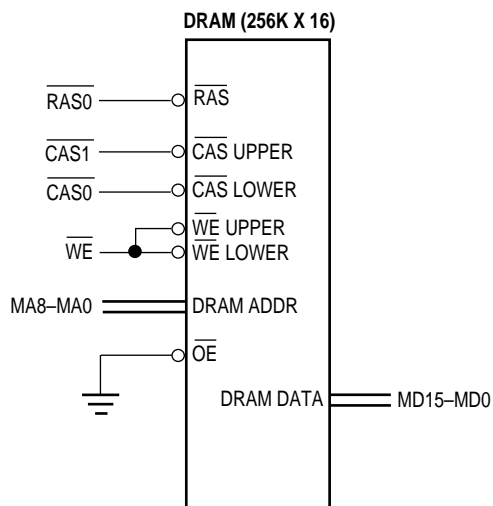 DRAM (256K X 16)
RAS0 RAS
CAS1 CAS UPPER
CAS0 CAS LOWER
WE UPPER
WE WE LOWER
MA8–MA0 DRAM ADDR
OE
DRAM DATA MD15–MD0